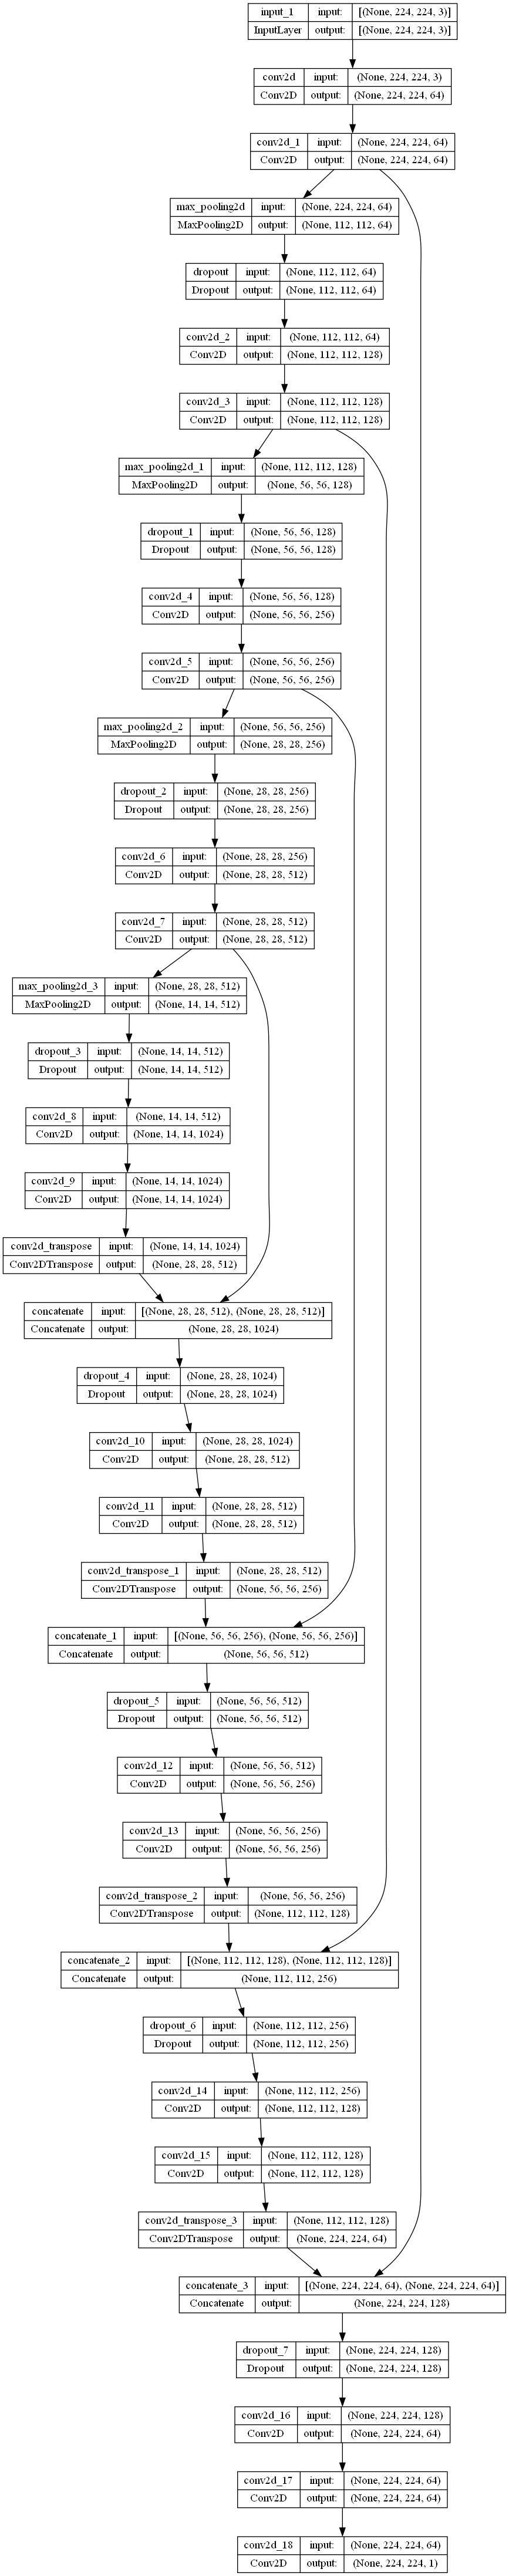 input_1 input: [(None, 224, 224, 3)]
InputLayer output: [(None, 224, 224, 3)]
conv2d input: (None, 224, 224, 3)
Conv2D output: (None, 224, 224, 64)
conv2d_1 input: (None, 224, 224, 64)
Conv2D output: (None, 224, 224, 64)
max_pooling2d input: (None, 224, 224, 64)
MaxPooling2D output: (None, 112, 112, 64)
dropout input: (None, 112, 112, 64)
Dropout output: (None, 112, 112, 64)
conv2d_2 input: (None, 112, 112, 64)
Conv2D output: (None, 112, 112, 128)
conv2d_3 input: (None, 112, 112, 128)
Conv2D output: (None, 112, 112, 128)
max_pooling2d_1 input: (None, 112, 112, 128)
MaxPooling2D output: (None, 56, 56, 128)
dropout_1 input: (None, 56, 56, 128)
Dropout output: (None, 56, 56, 128)
conv2d_4 input: (None, 56, 56, 128)
Conv2D output: (None, 56, 56, 256)
conv2d_5 input: (None, 56, 56, 256)
Conv2D output: (None, 56, 56, 256)
max_pooling2d_2 input: (None, 56, 56, 256)
MaxPooling2D output: (None, 28, 28, 256)
dropout_2 input: (None, 28, 28, 256)
Dropout output: (None, 28, 28, 256)
conv2d_6 input: (None, 28, 28, 256)
Conv2D output: (None, 28, 28, 512)
conv2d_7 input: (None, 28, 28, 512)
Conv2D output: (None, 28, 28, 512)
max_pooling2d_3 input: (None, 28, 28, 512)
MaxPooling2D output: (None, 14, 14, 512)
dropout_3 input: (None, 14, 14, 512)
Dropout output: (None, 14, 14, 512)
conv2d_8 input: (None, 14, 14, 512)
Conv2D output: (None, 14, 14, 1024)
conv2d_9 input: (None, 14, 14, 1024)
Conv2D output: (None, 14, 14, 1024)
conv2d_transpose input: (None, 14, 14, 1024)
Conv2DTranspose output: (None, 28, 28, 512)
concatenate input: [(None, 28, 28, 512), (None, 28, 28, 512)]
Concatenate output: (None, 28, 28, 1024)
dropout_4 input: (None, 28, 28, 1024)
Dropout output: (None, 28, 28, 1024)
conv2d_10 input: (None, 28, 28, 1024)
Conv2D output: (None, 28, 28, 512)
conv2d_11 input: (None, 28, 28, 512)
Conv2D output: (None, 28, 28, 512)
conv2d_transpose_1 input: (None, 28, 28, 512)
Conv2DTranspose output: (None, 56, 56, 256)
concatenate_1 input: [(None, 56, 56, 256), (None, 56, 56, 256)]
Concatenate output: (None, 56, 56, 512)
dropout_5 input: (None, 56, 56, 512)
Dropout output: (None, 56, 56, 512)
conv2d_12 input: (None, 56, 56, 512)
Conv2D output: (None, 56, 56, 256)
conv2d_13 input: (None, 56, 56, 256)
Conv2D output: (None, 56, 56, 256)
conv2d_transpose_2 input: (None, 56, 56, 256)
Conv2DTranspose output: (None, 112, 112, 128)
concatenate_2 input: [(None, 112, 112, 128), (None, 112, 112, 128)]
Concatenate output: (None, 112, 112, 256)
dropout_6 input: (None, 112, 112, 256)
Dropout output: (None, 112, 112, 256)
conv2d_14 input: (None, 112, 112, 256)
Conv2D output: (None, 112, 112, 128)
conv2d_15 input: (None, 112, 112, 128)
Conv2D output: (None, 112, 112, 128)
conv2d_transpose_3 input: (None, 112, 112, 128)
Conv2DTranspose output: (None, 224, 224, 64)
concatenate_3 input: [(None, 224, 224, 64), (None, 224, 224, 64)]
Concatenate output: (None, 224, 224, 128)
dropout_7 input: (None, 224, 224, 128)
Dropout output: (None, 224, 224, 128)
conv2d_16 input: (None, 224, 224, 128)
Conv2D output: (None, 224, 224, 64)
conv2d_17 input: (None, 224, 224, 64)
Conv2D output: (None, 224, 224, 64)
conv2d_18 input: (None, 224, 224, 64)
Conv2D output: (None, 224, 224, 1)